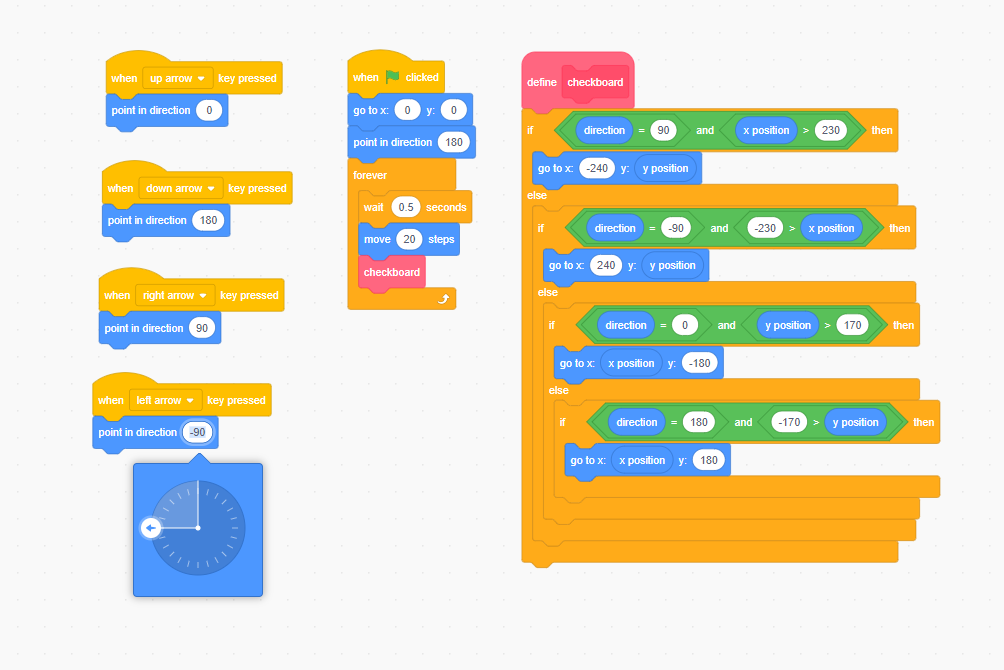 when up arrow key pressed
point in direction 0
when down arrow key pressed
point in direction 180
when right arrow key pressed
point in direction 90
when left arrow key pressed
point in direction -90
when clicked
go to x: 0 y: 0
point in direction 180
forever
wait 0.5 seconds
move 20 steps
checkboard
define checkboard
if direction = 90 and x position > 230 then
go to x: -240 y: y position
else
if direction = -90 and -230 > x position then
go to x: 240 y: y position
else
if direction = 0 and y position > 170 then
go to x: x position y: -180
else
if direction = 180 and -170 > y position then
go to x: x position y: 180